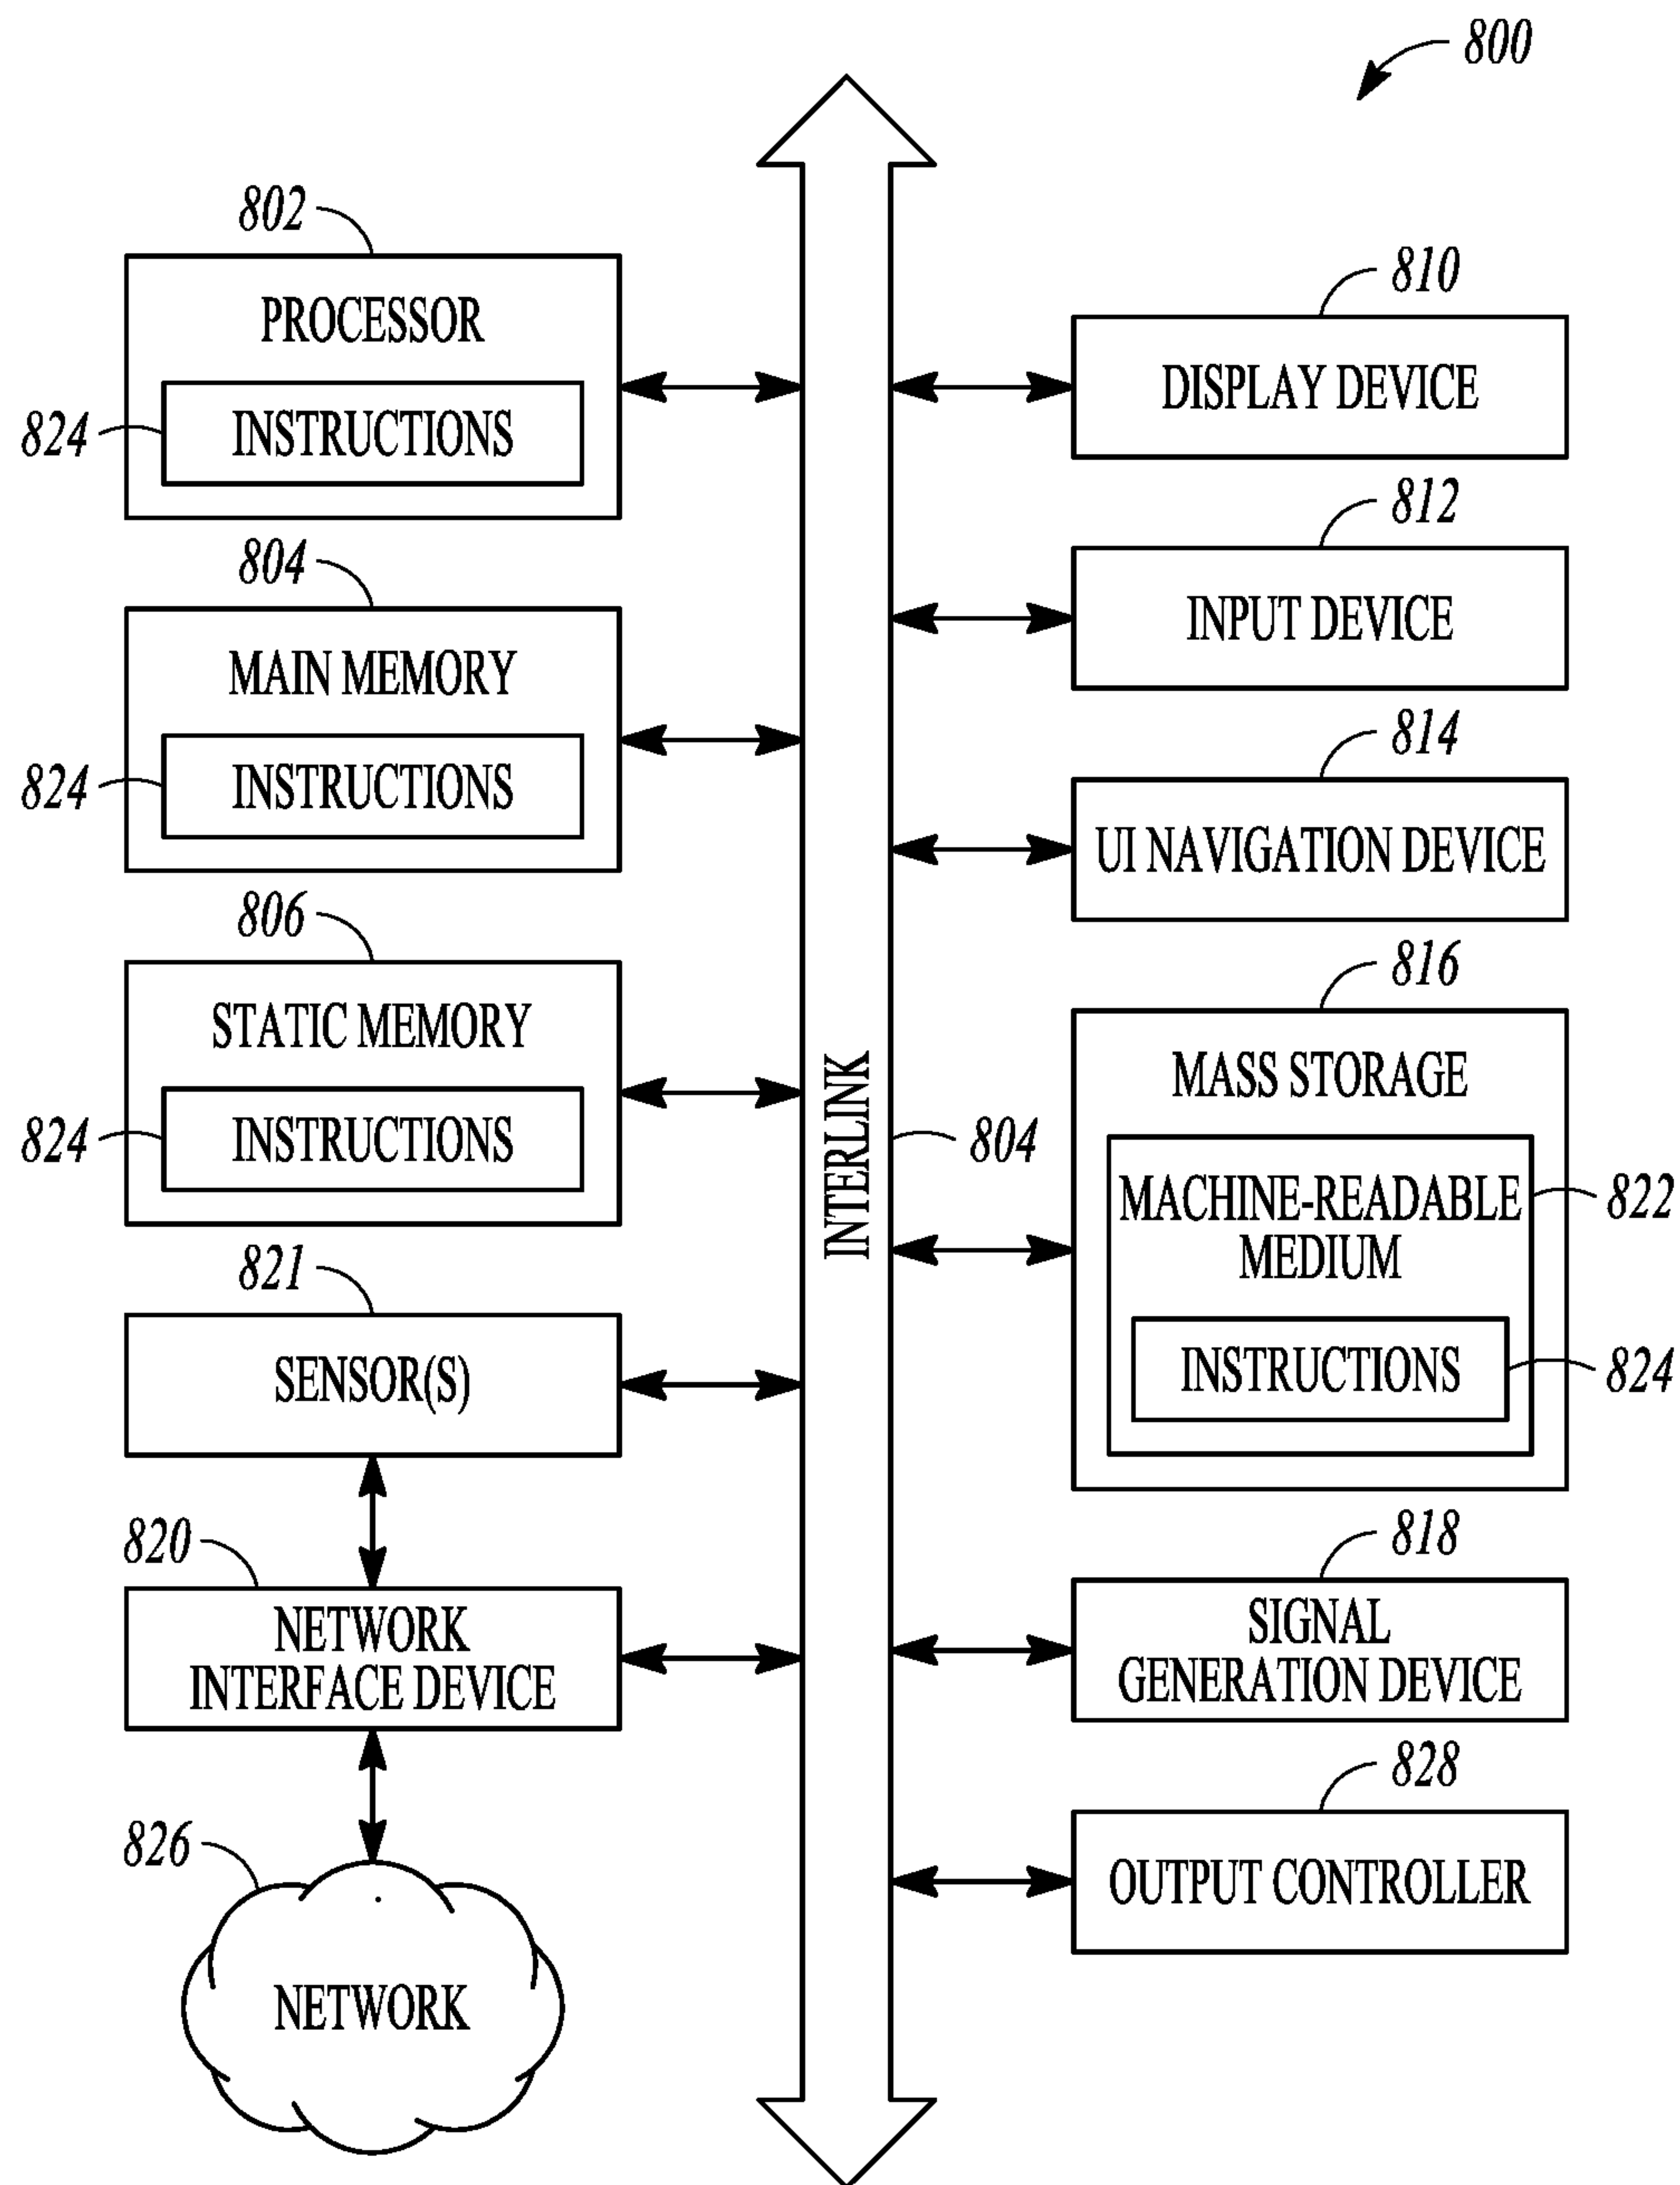 800
802
PROCESSOR
824
INSTRUCTIONS
804
MAIN MEMORY
824
INSTRUCTIONS
806
STATIC MEMORY
824
INSTRUCTIONS
821
SENSOR(S)
820
NETWORK
INTERFACE DEVICE
826
NETWORK
INTERLINK
804
810
DISPLAY DEVICE
812
INPUT DEVICE
814
UI NAVIGATION DEVICE
816
MASS STORAGE
MACHINE-READABLE
MEDIUM
822
INSTRUCTIONS
824
818
SIGNAL
GENERATION DEVICE
828
OUTPUT CONTROLLER